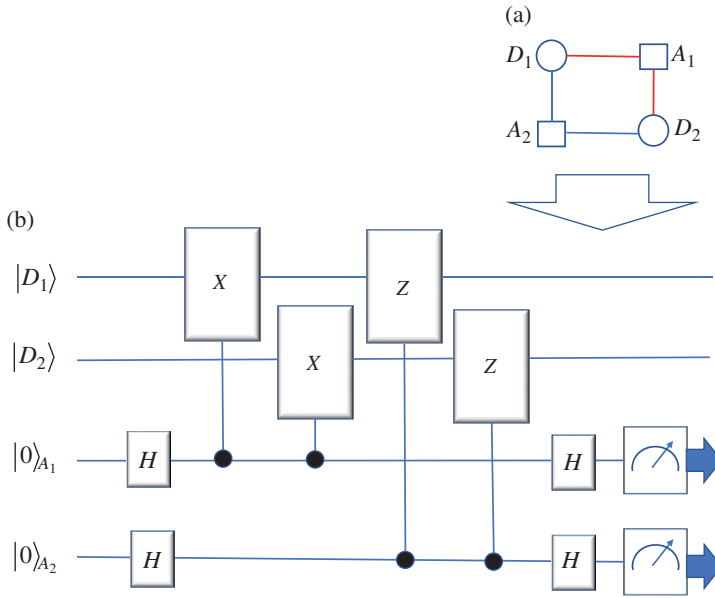 (a)
D₁ A₁
A₂ D₂
(b)
|D₁⟩ X Z
|D₂⟩ X Z
|0⟩A₁ H H
|0⟩A₂ H H